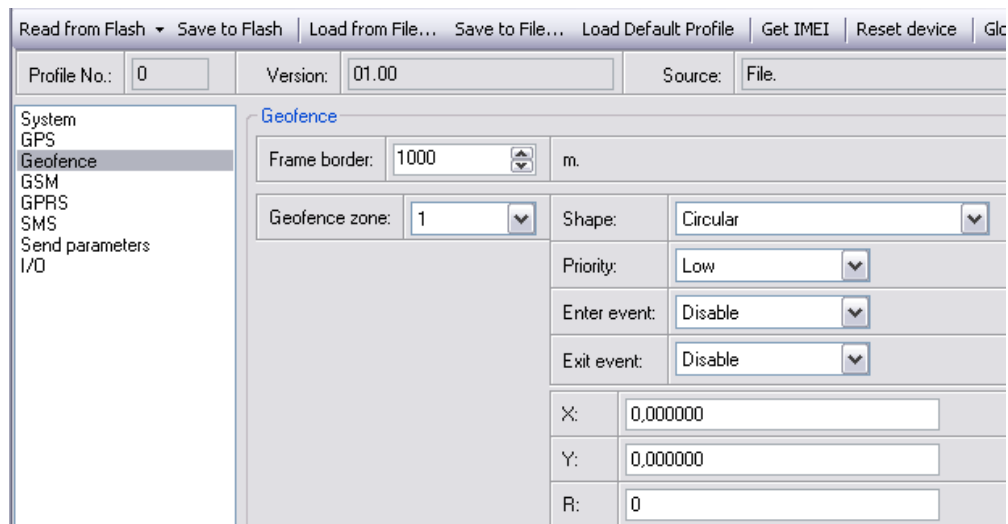 Read from Flash Save to Flash Load from File... Save to File... Load Default Profile Get IMEI Reset device Glo
Profile No.: 0 Version: 01.00 Source: File.
System
GPS
Geofence
GSM
GPRS
SMS
Send parameters
I/O
Geofence
Frame border: 1000 m.
Geofence zone: 1 Shape: Circular
Priority: Low
Enter event: Disable
Exit event: Disable
X: 0,000000
Y: 0,000000
R: 0